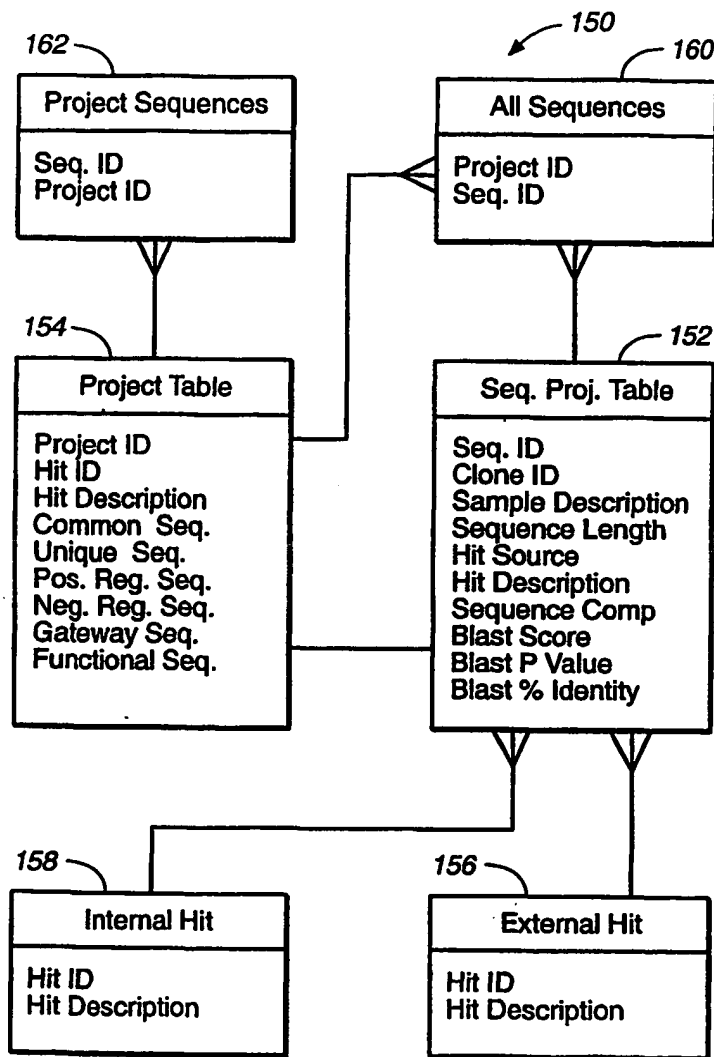 150
162
Project Sequences
Seq. ID
Project ID
160
All Sequences
Project ID
Seq. ID
154
Project Table
Project ID
Hit ID
Hit Description
Common Seq.
Unique Seq.
Pos. Reg. Seq.
Neg. Reg. Seq.
Gateway Seq.
Functional Seq.
152
Seq. Proj. Table
Seq. ID
Clone ID
Sample Description
Sequence Length
Hit Source
Hit Description
Sequence Comp
Blast Score
Blast P Value
Blast % Identity
158
Internal Hit
Hit ID
Hit Description
156
External Hit
Hit ID
Hit Description